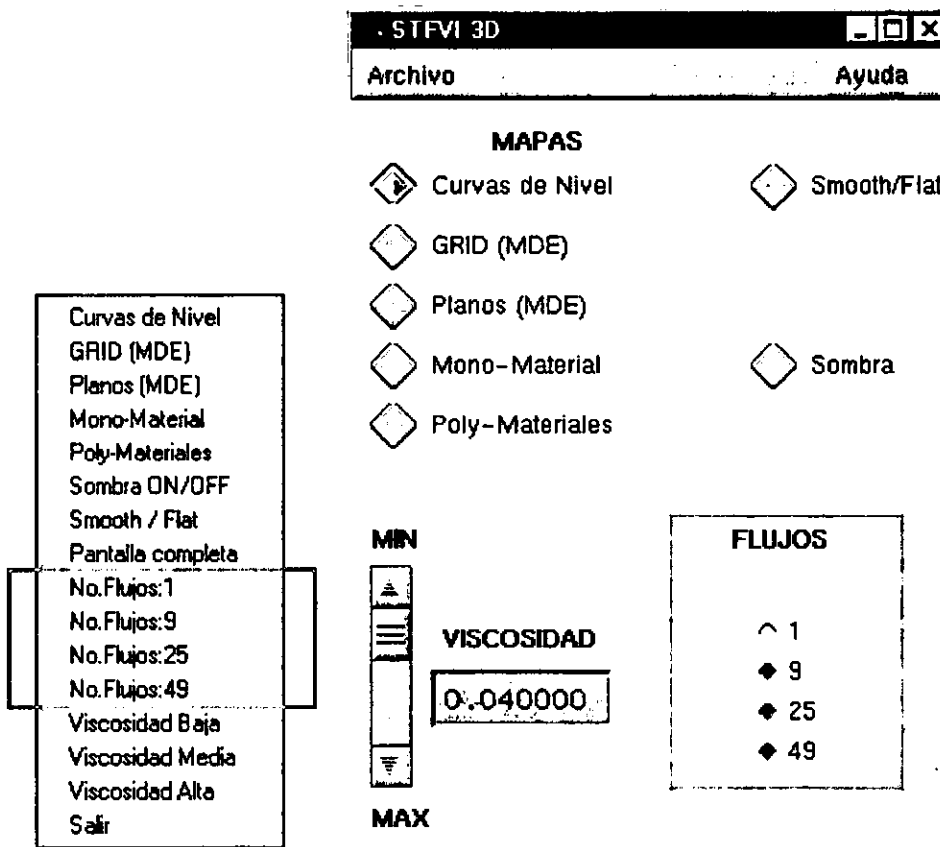 STFVI 3D
Archivo Ayuda
MAPAS
Curvas de Nivel Smooth/Flat
GRID (MDE)
Planos (MDE)
Mono-Material Sombra
Poly-Materiales
Curvas de Nivel
GRID (MDE)
Planos (MDE)
Mono-Material
Poly-Materiales
Sombra ON/OFF
Smooth / Flat
Pantalla completa
No.Flujos:1
No.Flujos:9
No.Flujos:25
No.Flujos:49
Viscosidad Baja
Viscosidad Media
Viscosidad Alta
Salir
MIN
VISCOSIDAD
0.040000
MAX
FLUJOS
1
9
25
49